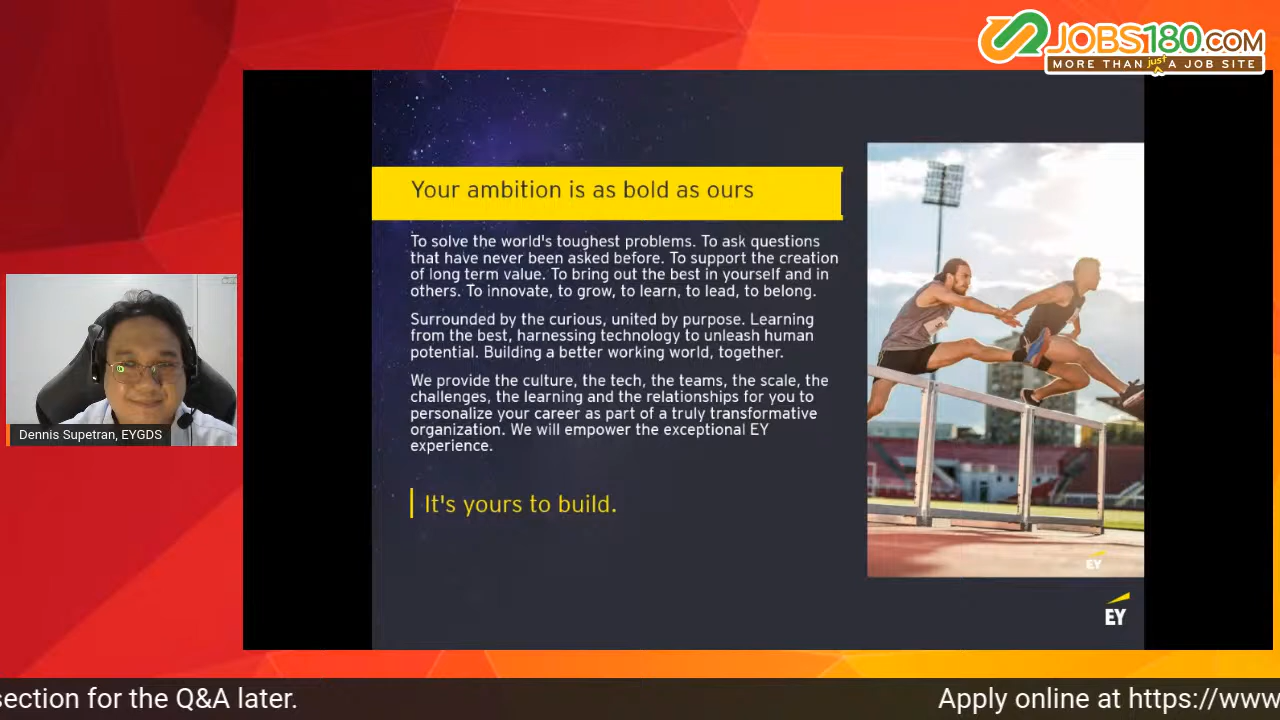 JOBS180.COM
MORE THAN just A JOB SITE
Your ambition is as bold as ours
To solve the world's toughest problems. To ask questions
that have never been asked before. To support the creation
of long term value. To bring out the best in yourself and in
others. To innovate, to grow, to learn, to lead, to belong.
Surrounded by the curious, united by purpose. Learning
from the best, harnessing technology to unleash human
potential. Building a better working world, together.
We provide the culture, the tech, the teams, the scale, the
challenges, the learning and the relationships for you to
personalize your career as part of a truly transformative
organization. We will empower the exceptional EY
experience.
It's yours to build.
Dennis Supetran, EYGDS
EY
EY
section for the Q&A later.
Apply online at https://www